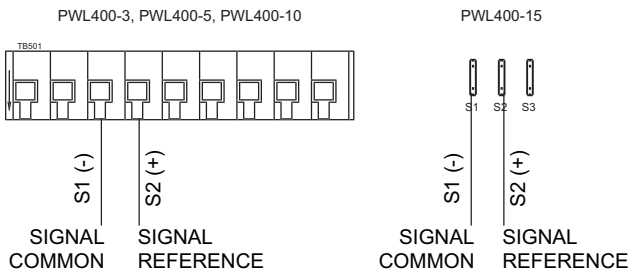 PWL400-3, PWL400-5, PWL400-10
PWL400-15
TB501
S1 S2 S3
S1 (-)
S2 (+)
S1 (-)
S2 (+)
SIGNAL COMMON
SIGNAL REFERENCE
SIGNAL COMMON
SIGNAL REFERENCE